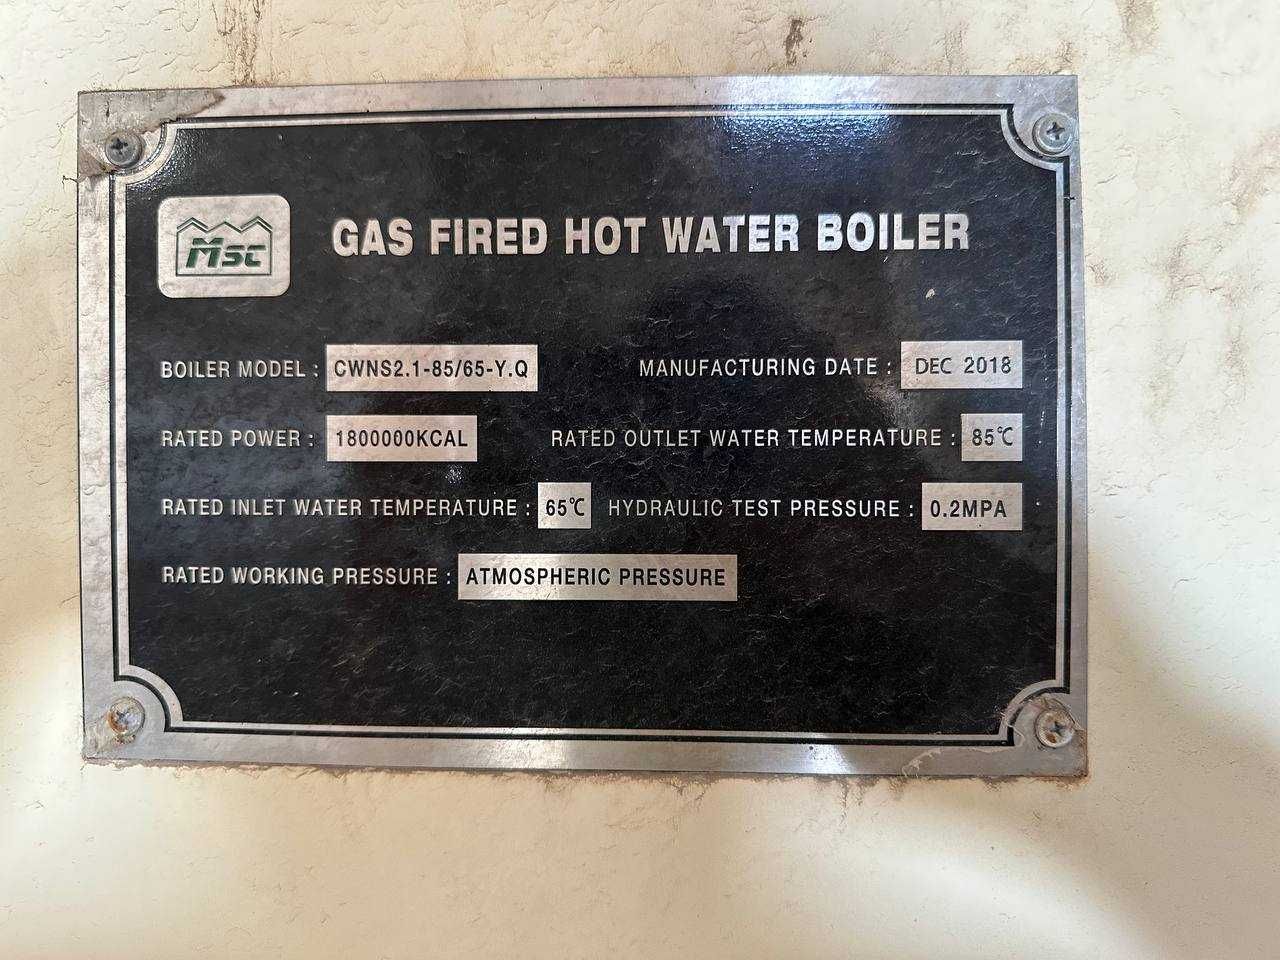 Msc
GAS FIRED HOT WATER BOILER
BOILER MODEL : CWNS2.1-85/65-Y.Q MANUFACTURING DATE : DEC 2018
RATED POWER : 1800000KCAL RATED OUTLET WATER TEMPERATURE : 85℃
RATED INLET WATER TEMPERATURE : 65℃ HYDRAULIC TEST PRESSURE : 0.2MPA
RATED WORKING PRESSURE : ATMOSPHERIC PRESSURE